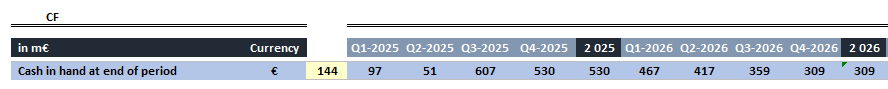 CF
in m€ Currency Q1-2025 Q2-2025 Q3-2025 Q4-2025 2 025 Q1-2026 Q2-2026 Q3-2026 Q4-2026 2 026
Cash in hand at end of period € 144 97 51 607 530 530 467 417 359 309 309